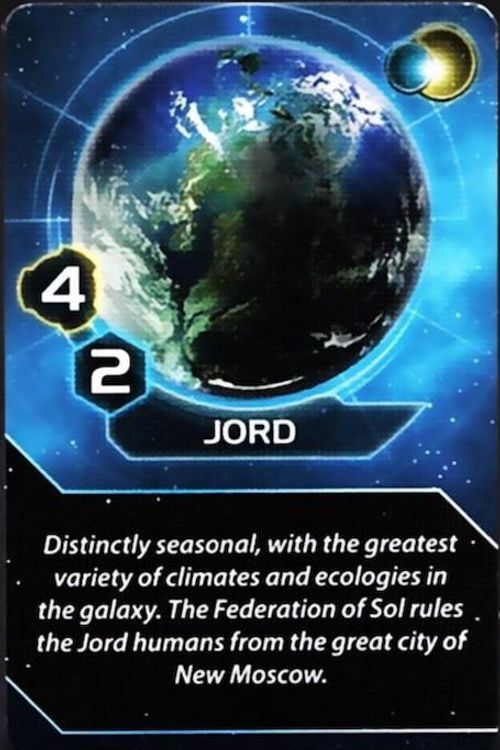 4
2
JORD
Distinctly seasonal, with the greatest
variety of climates and ecologies in
the galaxy. The Federation of Sol rules
the Jord humans from the great city of
New Moscow.